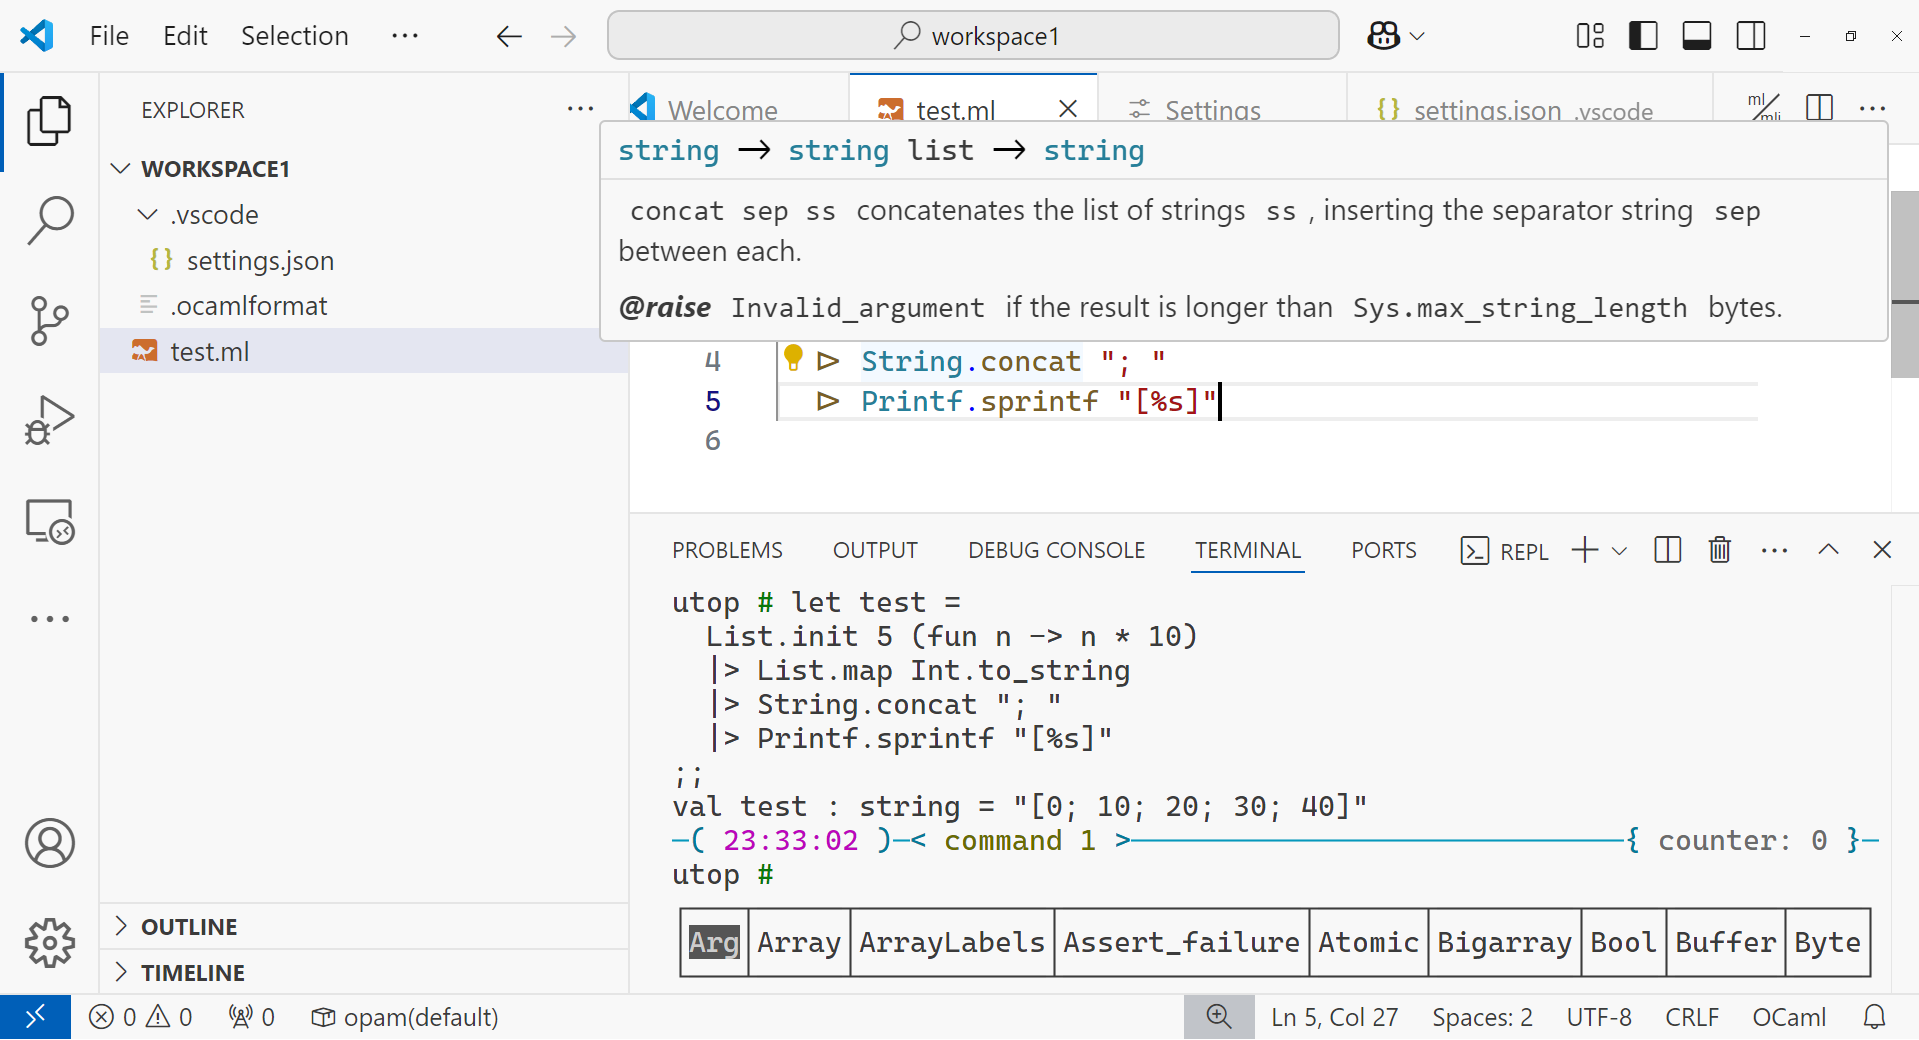 File Edit Selection ··· workspace1
EXPLORER ···
WORKSPACE1
.vscode
{} settings.json
.ocamlformat
test.ml
OUTLINE
TIMELINE
Welcome test.ml Settings {} settings.json .vscode ml/mli ···
string → string list → string
concat sep ss concatenates the list of strings ss , inserting the separator string sep
between each.
@raise Invalid_argument if the result is longer than Sys.max_string_length bytes.
4 ▷ String.concat "; "
5 ▷ Printf.sprintf "[%s]"
6
PROBLEMS OUTPUT DEBUG CONSOLE TERMINAL PORTS REPL
utop # let test =
List.init 5 (fun n -> n * 10)
|> List.map Int.to_string
|> String.concat "; "
|> Printf.sprintf "[%s]"
;;
val test : string = "[0; 10; 20; 30; 40]"
─( 23:33:02 )─< command 1 >──────{ counter: 0 }─
utop #
Arg Array ArrayLabels Assert_failure Atomic Bigarray Bool Buffer Byte
0 0 0 opam(default) Ln 5, Col 27 Spaces: 2 UTF-8 CRLF OCaml